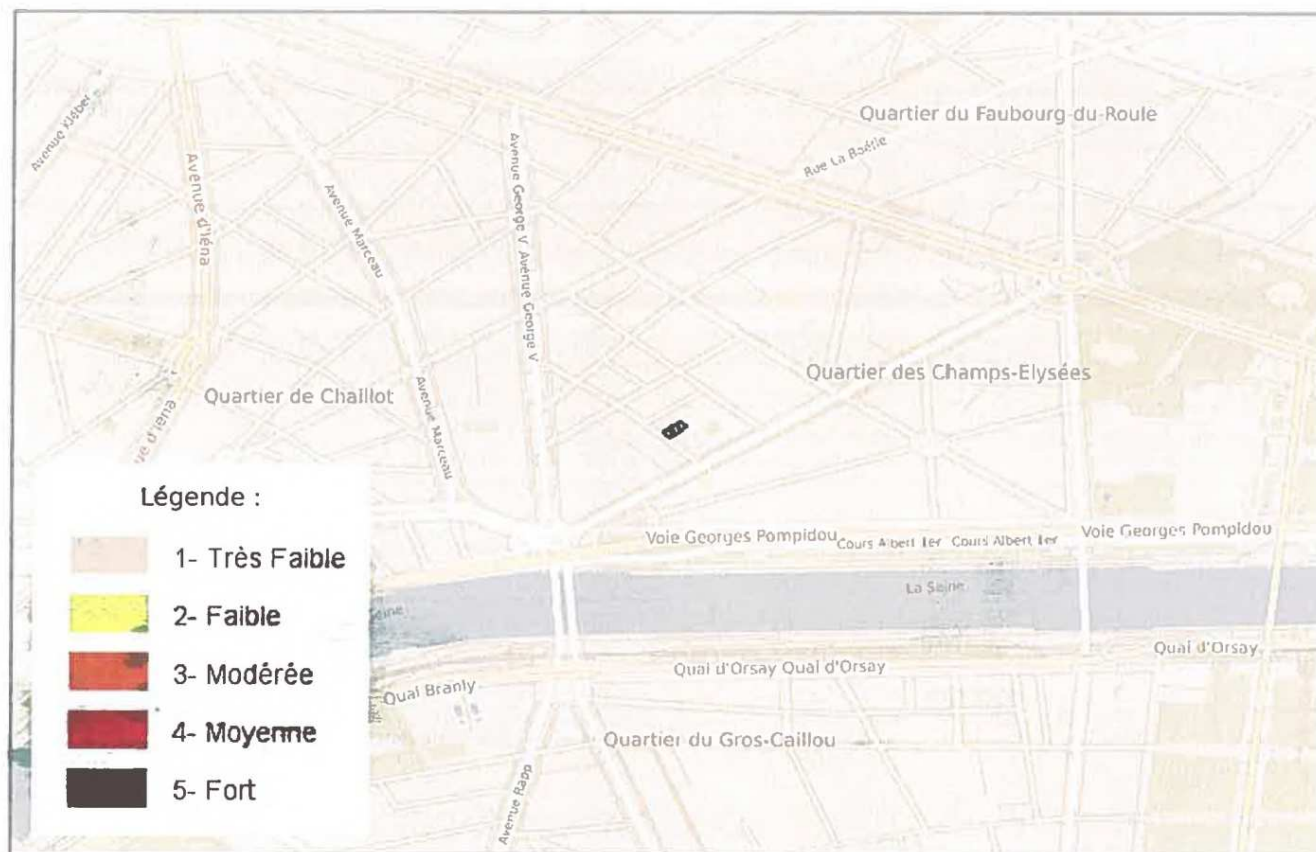 Quartier du Faubourg-du-Roule
Avenue Kléber
Rue La Boétie
Avenue d'Iéna
Avenue George V Avenue George V
Avenue Marceau
Quartier des Champs-Elysées
Quartier de Chaillot
Avenue Marceau
ue d'Iéna
Légende :
1- Très Faible
2- Faible
3- Modérée
4- Moyenne
5- Fort
Voie Georges Pompidou
Cours Albert 1er Cours Albert 1er
Voie Georges Pompidou
La Seine
Seine
Quai d'Orsay Quai d'Orsay
Quai d'Orsay
Quai Branly
Quartier du Gros-Caillou
Avenue Rapp